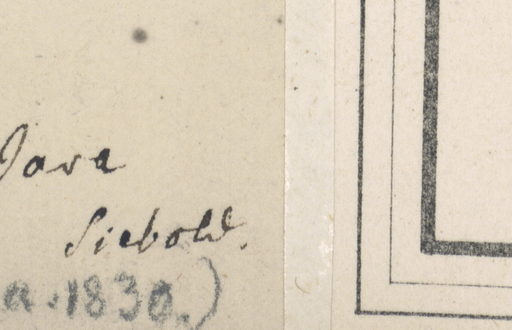 Java
Siebold.
a. 1830.)